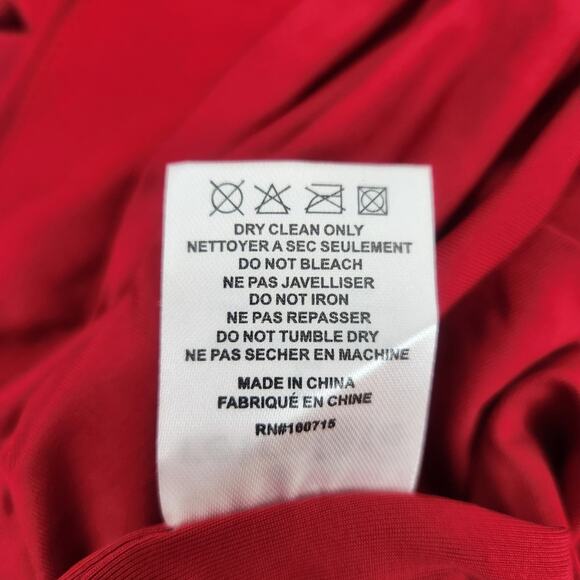 DRY CLEAN ONLY
NETTOYER A SEC SEULEMENT
DO NOT BLEACH
NE PAS JAVELLISER
DO NOT IRON
NE PAS REPASSER
DO NOT TUMBLE DRY
NE PAS SECHER EN MACHINE
MADE IN CHINA
FABRIQUÉ EN CHINE
RN#160715